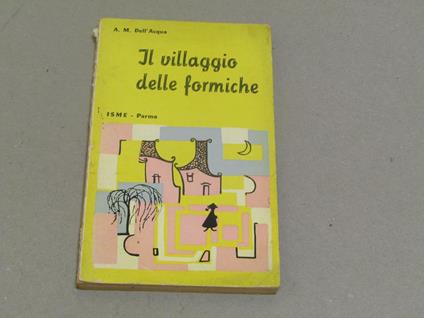 A. M. Dell'Acqua
Il villaggio
delle formiche
ISME - Parma